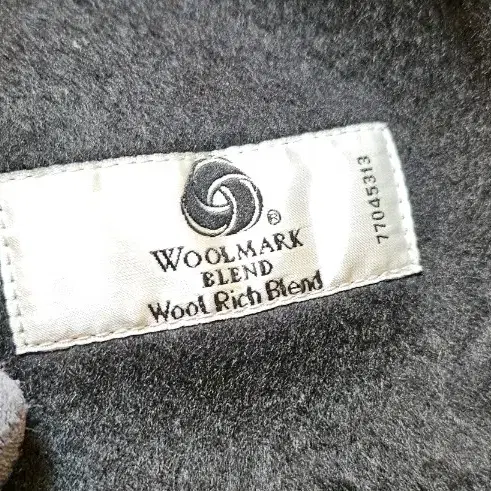 ®
WOOLMARK
BLEND
Wool Rich Blend
77045313